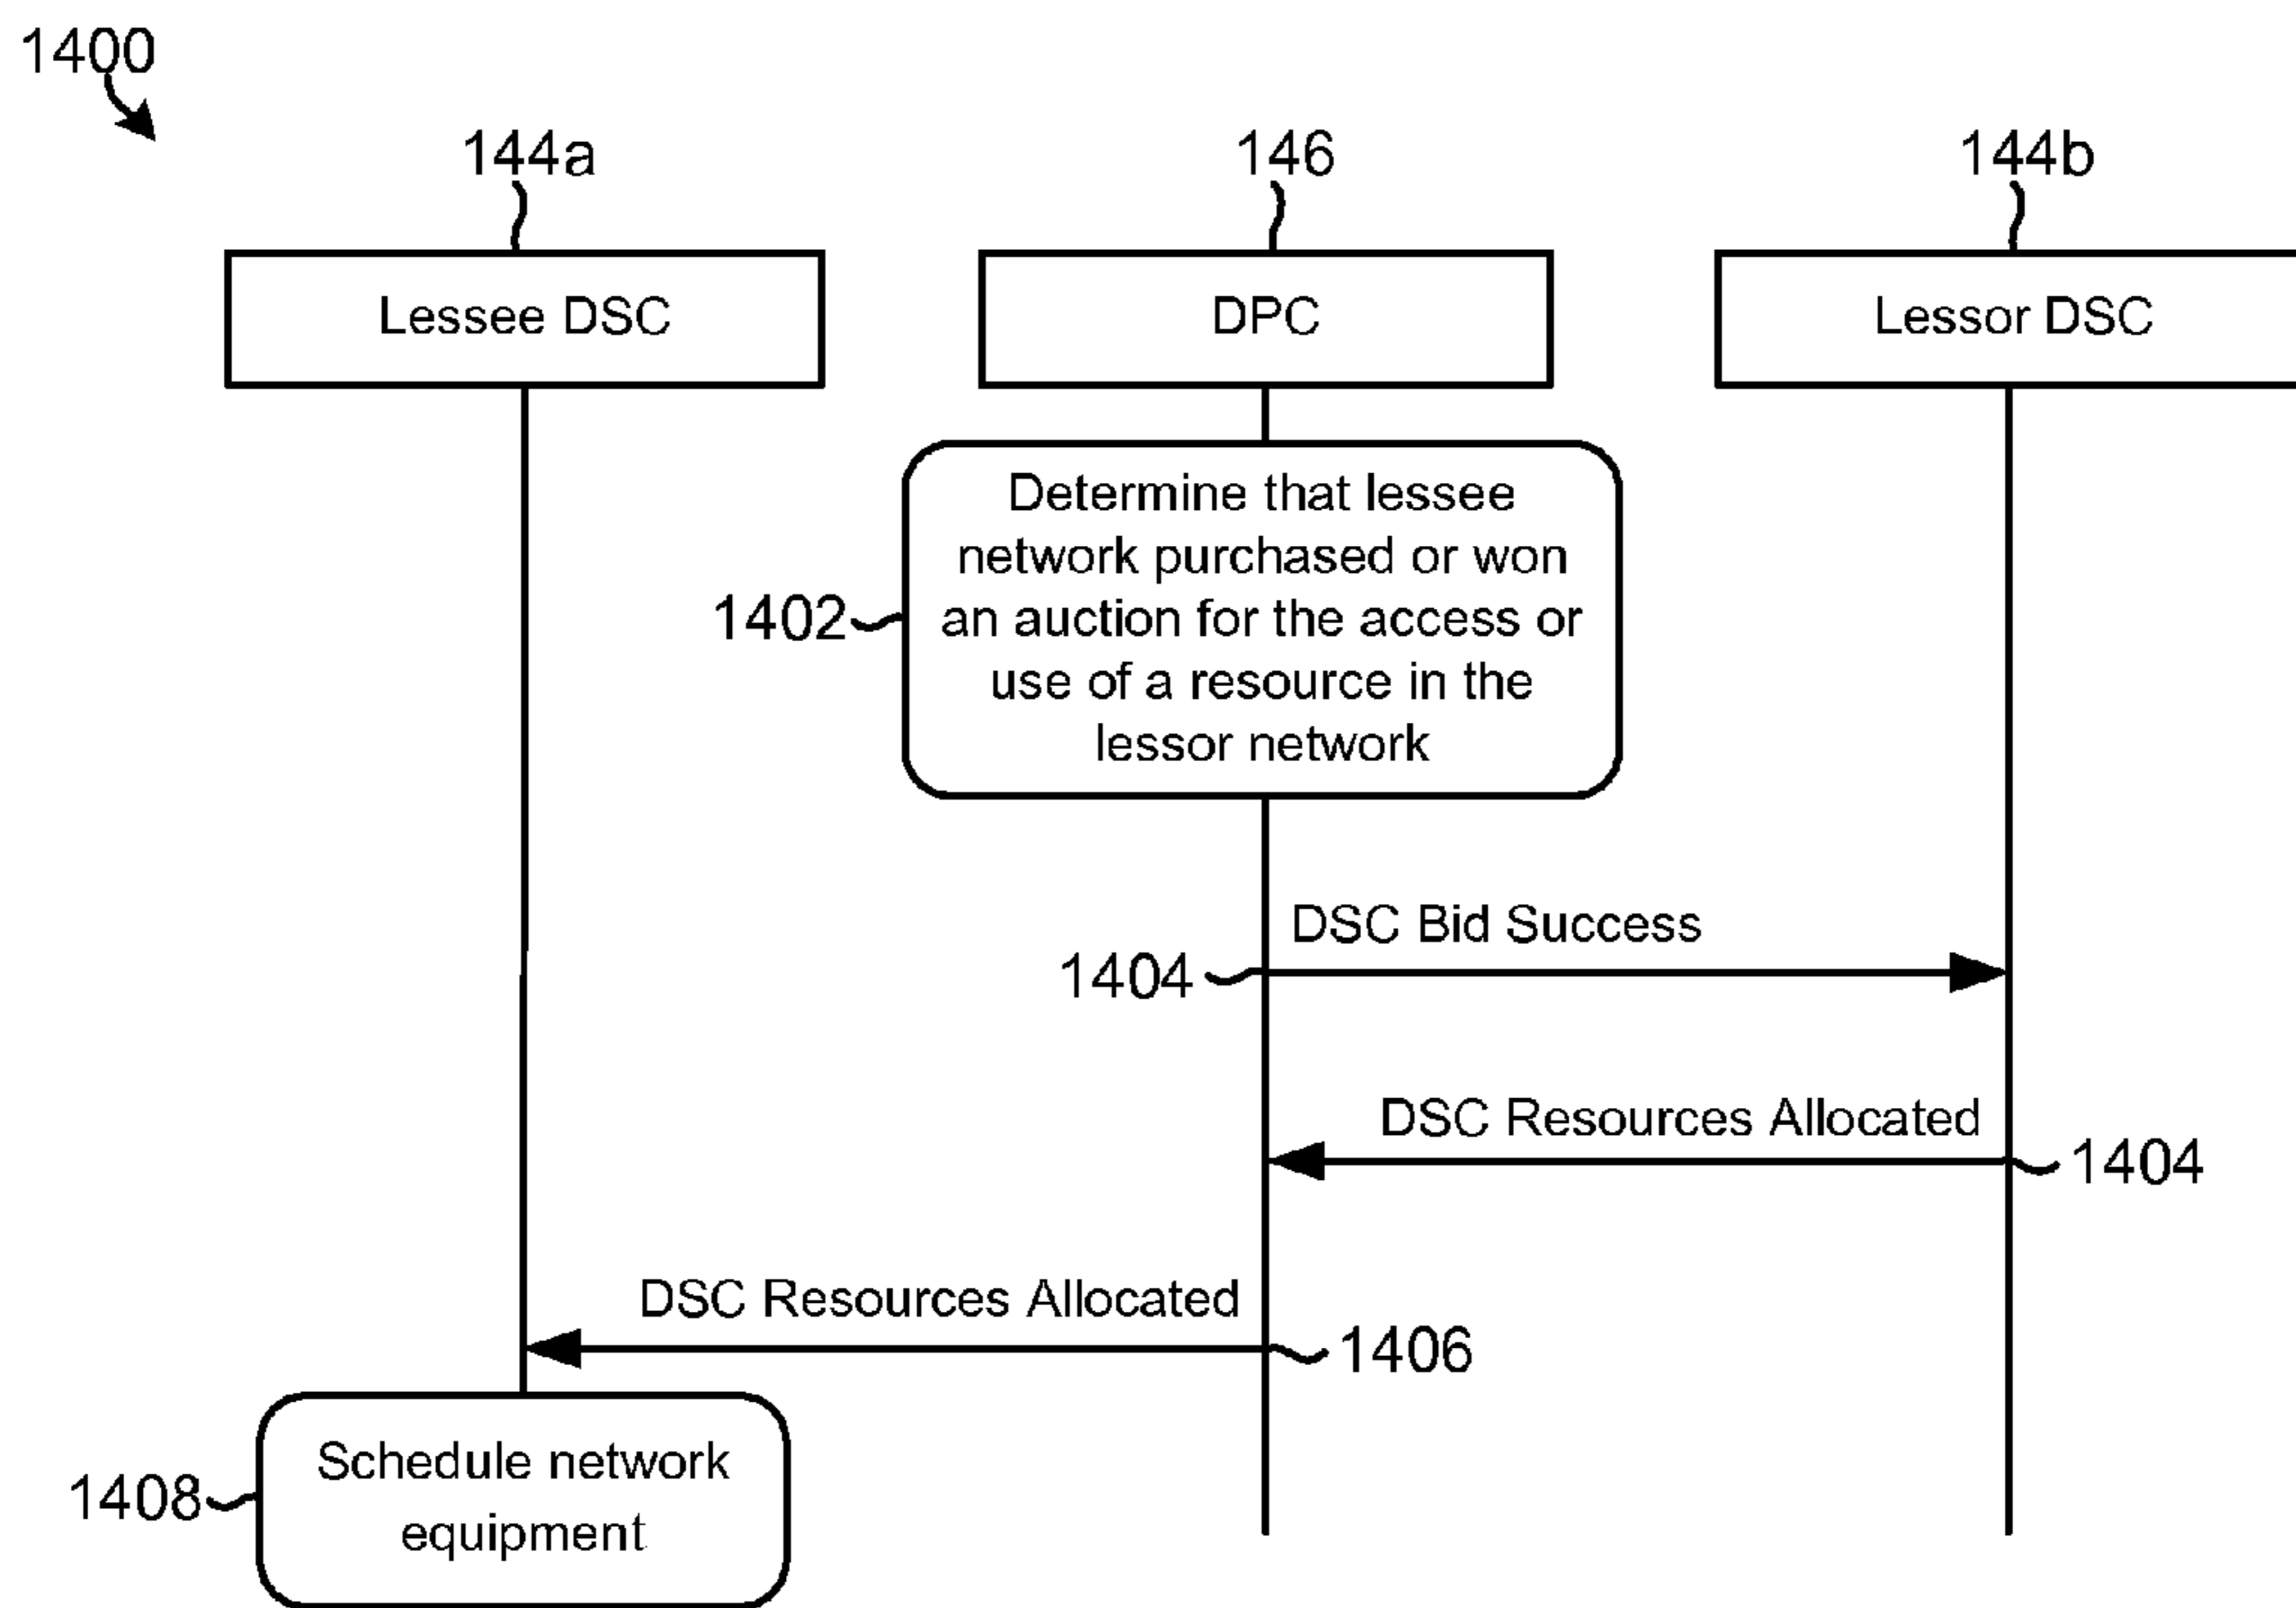 1400
144a
146
144b
Lessee DSC
DPC
Lessor DSC
Determine that lessee
network purchased or won
an auction for the access or
use of a resource in the
lessor network
1402
DSC Bid Success
1404
DSC Resources Allocated
1404
DSC Resources Allocated
1406
Schedule network
equipment
1408